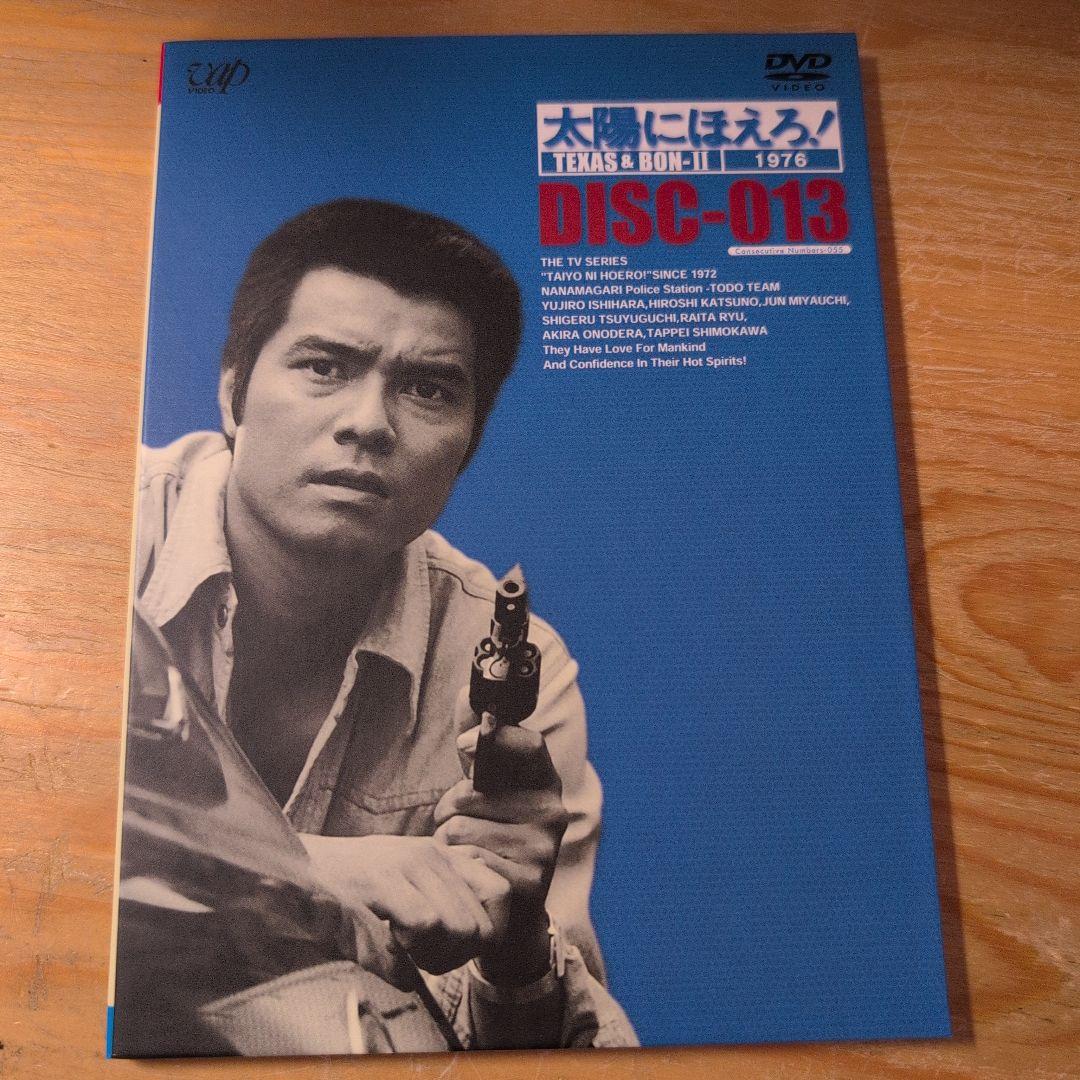 vap
VIDEO
DVD
VIDEO
太陽にほえろ!
TEXAS & BON-II 1976
DISC-013
Consecutive Numbers-055
THE TV SERIES
"TAIYO NI HOERO!"SINCE 1972
NANAMAGARI Police Station -TODO TEAM
YUJIRO ISHIHARA,HIROSHI KATSUNO,JUN MIYAUCHI,
SHIGERU TSUYUGUCHI,RAITA RYU,
AKIRA ONODERA,TAPPEI SHIMOKAWA
They Have Love For Mankind
And Confidence In Their Hot Spirits!